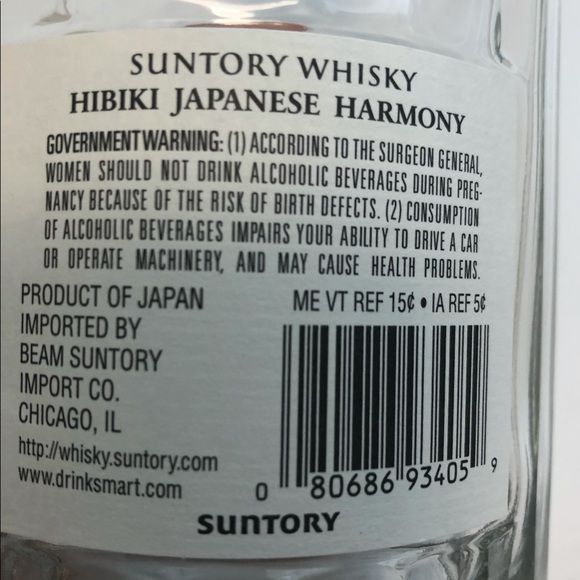 SUNTORY WHISKY
HIBIKI JAPANESE HARMONY
GOVERNMENT WARNING: (1) ACCORDING TO THE SURGEON GENERAL,
WOMEN SHOULD NOT DRINK ALCOHOLIC BEVERAGES DURING PREG-
NANCY BECAUSE OF THE RISK OF BIRTH DEFECTS. (2) CONSUMPTION
OF ALCOHOLIC BEVERAGES IMPAIRS YOUR ABILITY TO DRIVE A CAR
OR OPERATE MACHINERY, AND MAY CAUSE HEALTH PROBLEMS.
PRODUCT OF JAPAN
IMPORTED BY
BEAM SUNTORY
IMPORT CO.
CHICAGO, IL
http://whisky.suntory.com
www.drinksmart.com
ME VT REF 15¢ • IA REF 5¢
0 80686 93405 9
SUNTORY